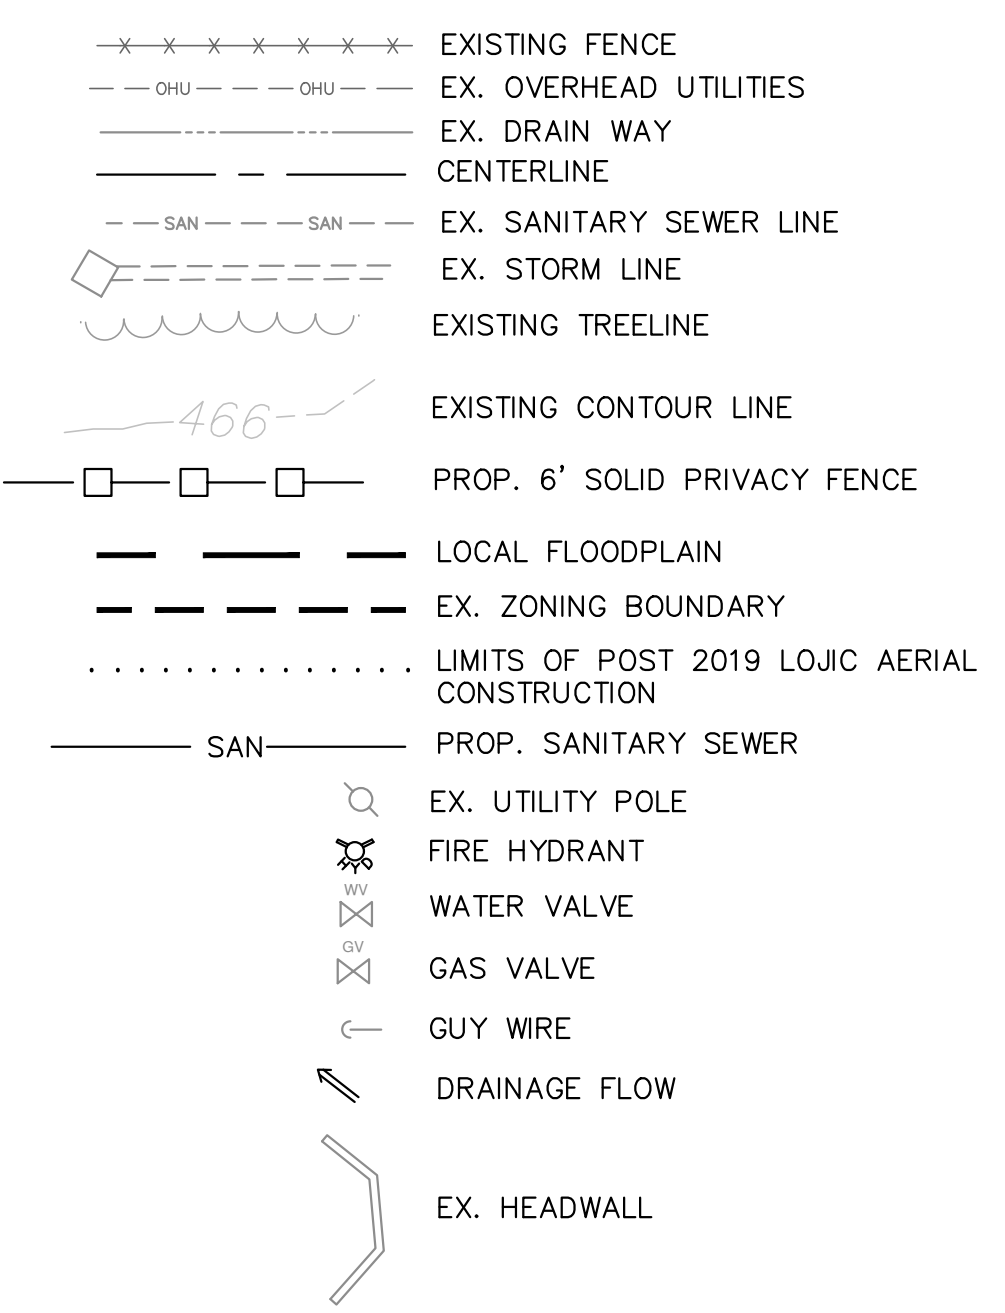 EXISTING FENCE
OHU OHU EX. OVERHEAD UTILITIES
EX. DRAIN WAY
CENTERLINE
SAN SAN EX. SANITARY SEWER LINE
EX. STORM LINE
EXISTING TREELINE
466 EXISTING CONTOUR LINE
PROP. 6' SOLID PRIVACY FENCE
LOCAL FLOODPLAIN
EX. ZONING BOUNDARY
LIMITS OF POST 2019 LOJIC AERIAL
CONSTRUCTION
SAN PROP. SANITARY SEWER
EX. UTILITY POLE
FIRE HYDRANT
WV
WATER VALVE
GV
GAS VALVE
GUY WIRE
DRAINAGE FLOW
EX. HEADWALL